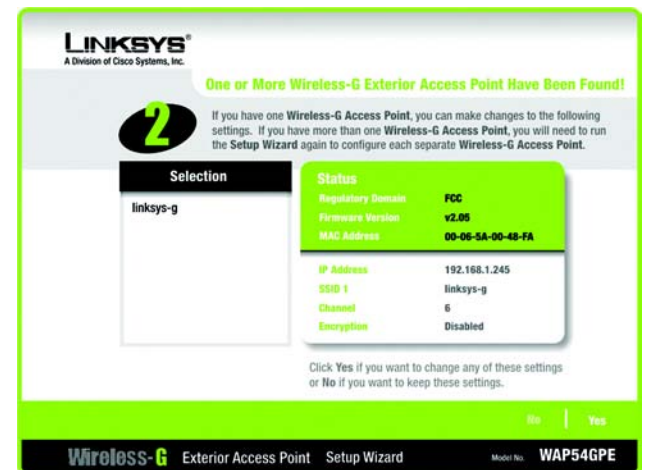 LINKSYS®
A Division of Cisco Systems, Inc.
One or More Wireless-G Exterior Access Point Have Been Found!
2
If you have one Wireless-G Access Point, you can make changes to the following
settings. If you have more than one Wireless-G Access Point, you will need to run
the Setup Wizard again to configure each separate Wireless-G Access Point.
Selection
linksys-g
Status
Regulatory Domain FCC
Firmware Version v2.05
MAC Address 00-06-5A-00-48-FA
IP Address 192.168.1.245
SSID 1 linksys-g
Channel 6
Encryption Disabled
Click Yes if you want to change any of these settings
or No if you want to keep these settings.
No | Yes
Wireless-G Exterior Access Point Setup Wizard Model No. WAP54GPE